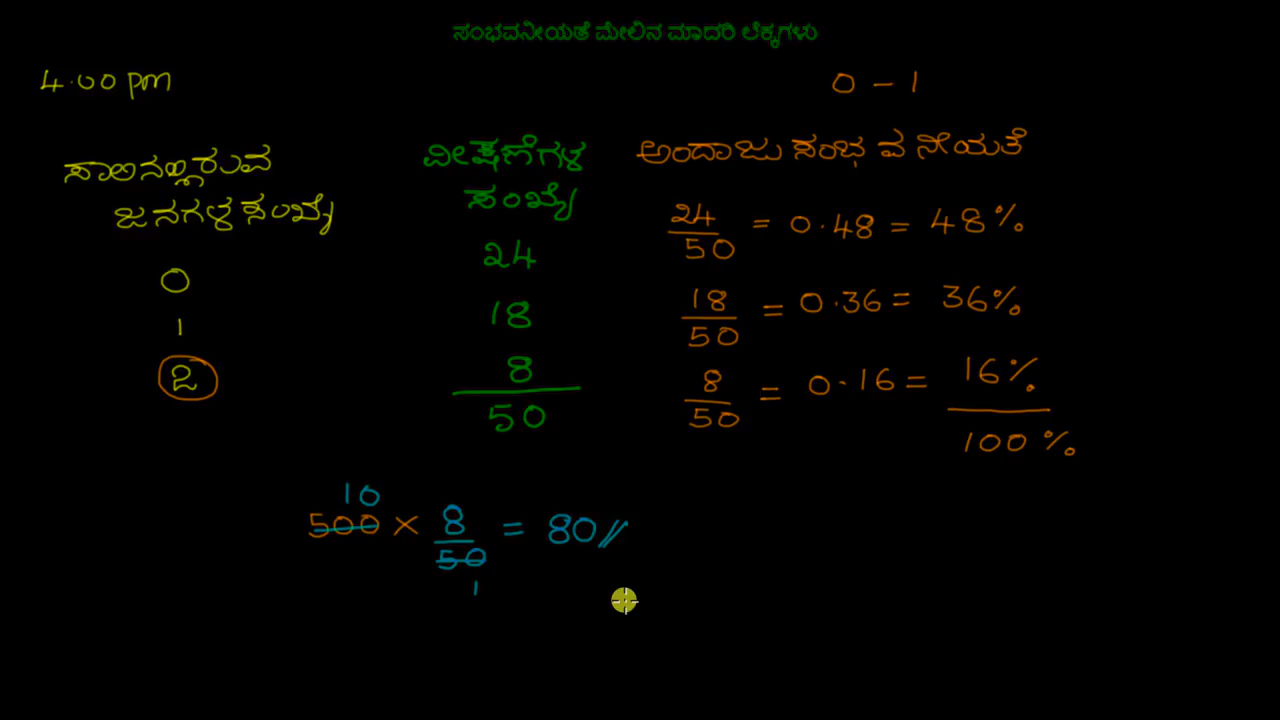 ಸಂಭವನೀಯತೆ ಮೇಲಿನ ಮಾದರಿ ಲೆಕ್ಕಗಳು
4.00 pm
0 – 1
ಸಾಲಿನಲ್ಲಿರುವ
ಜನಗಳ ಸಂಖ್ಯೆ
ವೀಕ್ಷಣೆಗಳ
ಸಂಖ್ಯೆ
ಅಂದಾಜು ಸಂಭವನೀಯತೆ
0
24
24/50 = 0.48 = 48%
1
18
18/50 = 0.36 = 36%
2
8
8/50 = 0.16 = 16%
50
100%
10
500 × 8/50 = 80//
1